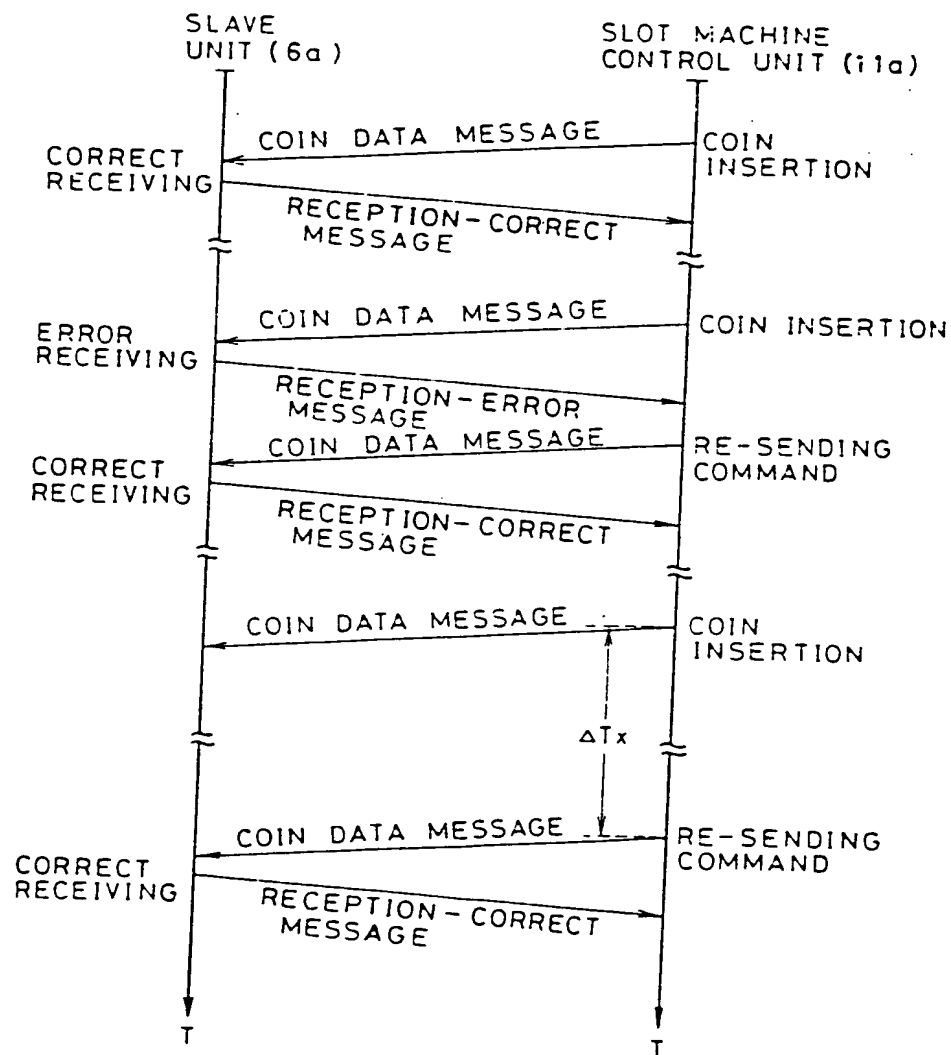 SLAVE
UNIT (6a)
SLOT MACHINE
CONTROL UNIT (i1a)
COIN DATA MESSAGE
COIN
INSERTION
CORRECT
RECEIVING
RECEPTION-CORRECT
MESSAGE
COIN DATA MESSAGE
COIN INSERTION
ERROR
RECEIVING
RECEPTION-ERROR
MESSAGE
COIN DATA MESSAGE
RE-SENDING
COMMAND
CORRECT
RECEIVING
RECEPTION-CORRECT
MESSAGE
COIN DATA MESSAGE
COIN
INSERTION
ΔTx
COIN DATA MESSAGE
RE-SENDING
COMMAND
CORRECT
RECEIVING
RECEPTION-CORRECT
MESSAGE
T
T